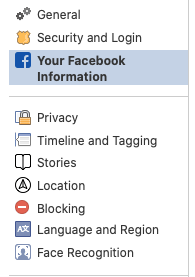 General
Security and Login
Your Facebook
Information
Privacy
Timeline and Tagging
Stories
Location
Blocking
Language and Region
Face Recognition